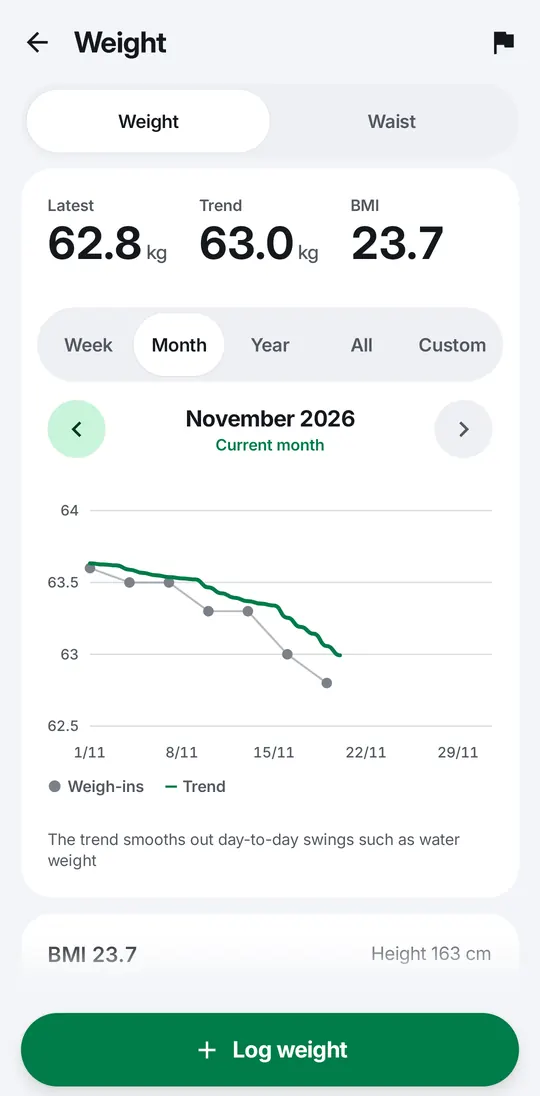 Weight
Weight Waist
Latest Trend BMI
62.8 kg 63.0 kg 23.7
Week Month Year All Custom
November 2026
Current month
64
63.5
63
62.5
1/11 8/11 15/11 22/11 29/11
Weigh-ins Trend
The trend smooths out day-to-day swings such as water
weight
BMI 23.7 Height 163 cm
+ Log weight